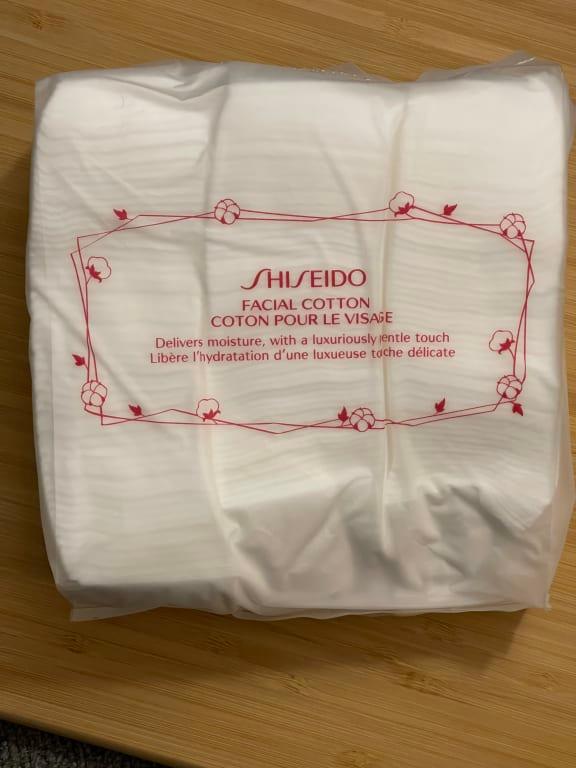 SHISEIDO
FACIAL COTTON
COTON POUR LE VISAGE
Delivers moisture, with a luxuriously gentle touch
Libère l'hydratation d'une luxueuse touche délicate